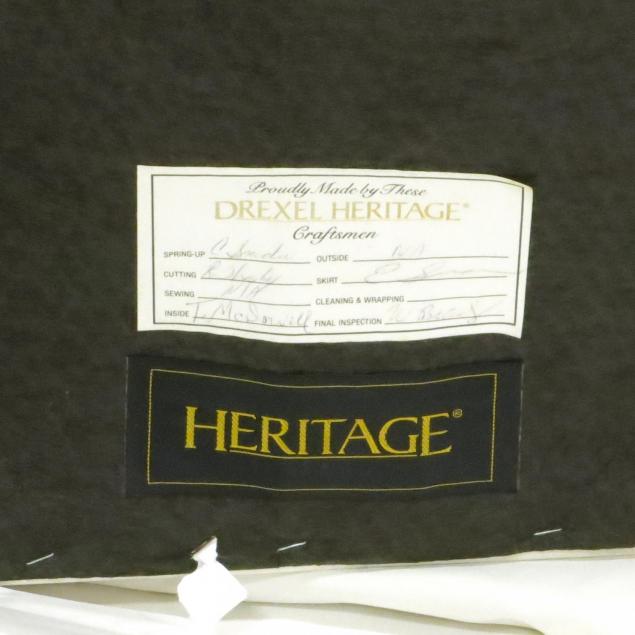 Proudly Made by These
DREXEL HERITAGE®
Craftsmen
SPRING-UP C. OUTSIDE N/A
CUTTING SKIRT E.
SEWING N/A CLEANING & WRAPPING
INSIDE T. McDowell FINAL INSPECTION
HERITAGE®